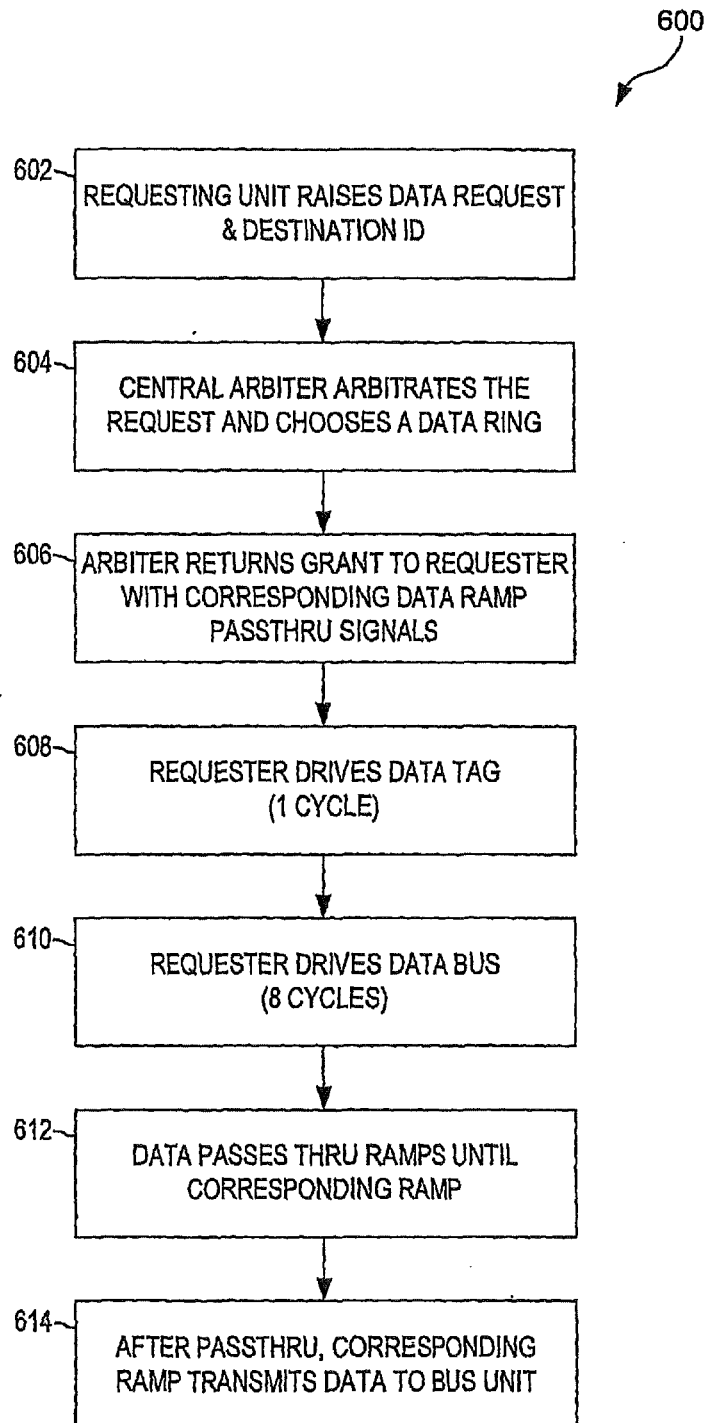 600
602
REQUESTING UNIT RAISES DATA REQUEST
& DESTINATION ID
604
CENTRAL ARBITER ARBITRATES THE
REQUEST AND CHOOSES A DATA RING
606
ARBITER RETURNS GRANT TO REQUESTER
WITH CORRESPONDING DATA RAMP
PASSTHRU SIGNALS
608
REQUESTER DRIVES DATA TAG
(1 CYCLE)
610
REQUESTER DRIVES DATA BUS
(8 CYCLES)
612
DATA PASSES THRU RAMPS UNTIL
CORRESPONDING RAMP
614
AFTER PASSTHRU, CORRESPONDING
RAMP TRANSMITS DATA TO BUS UNIT